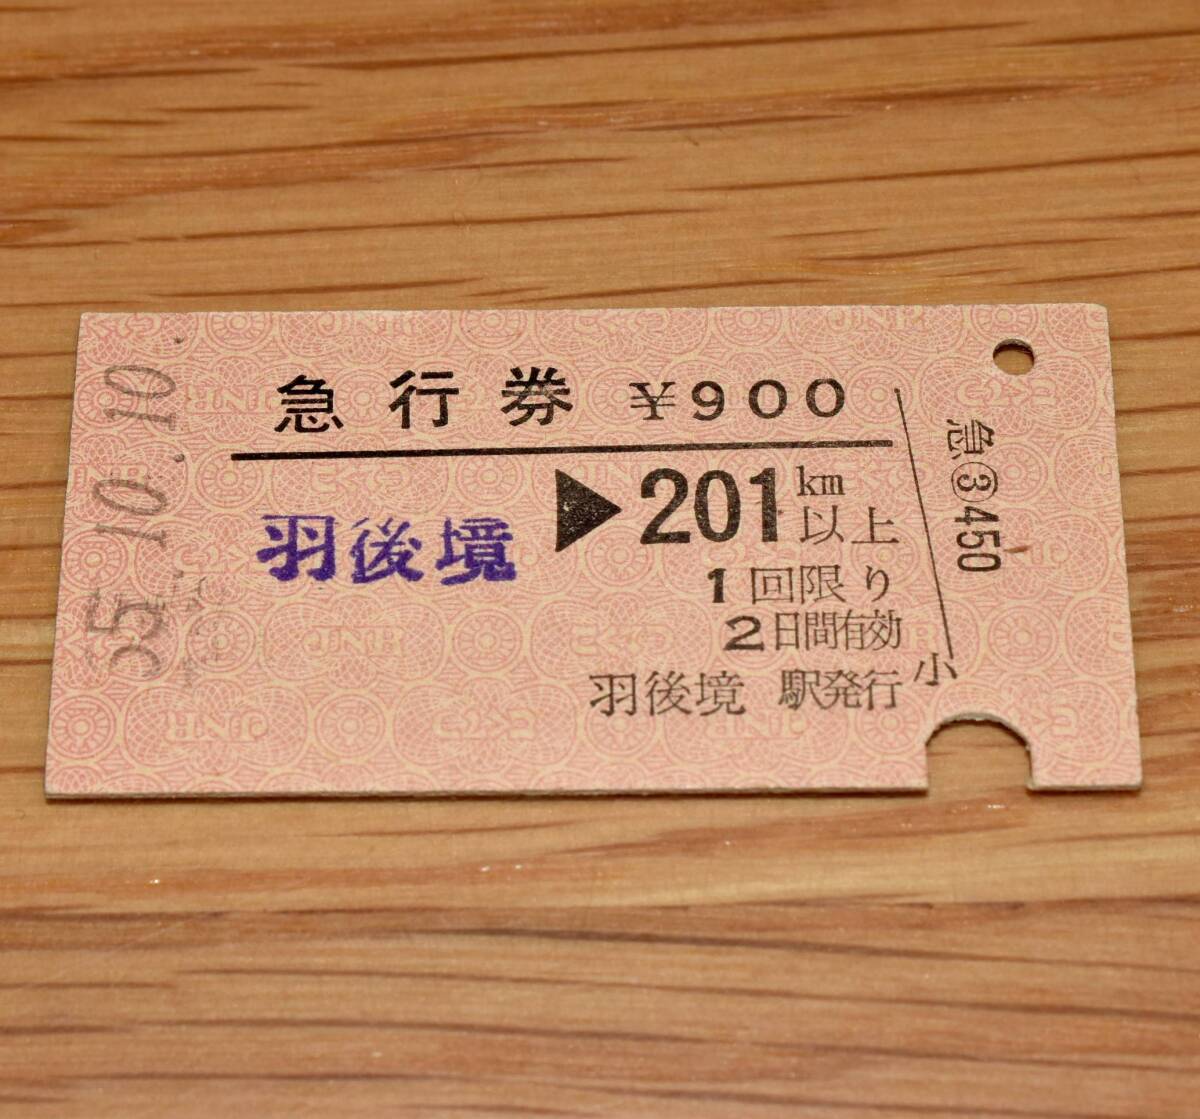 急行券 ¥900
羽後境 ▶ 201km以上
1回限り
2日間有効
羽後境 駅発行
小
急③450
55.10.10.